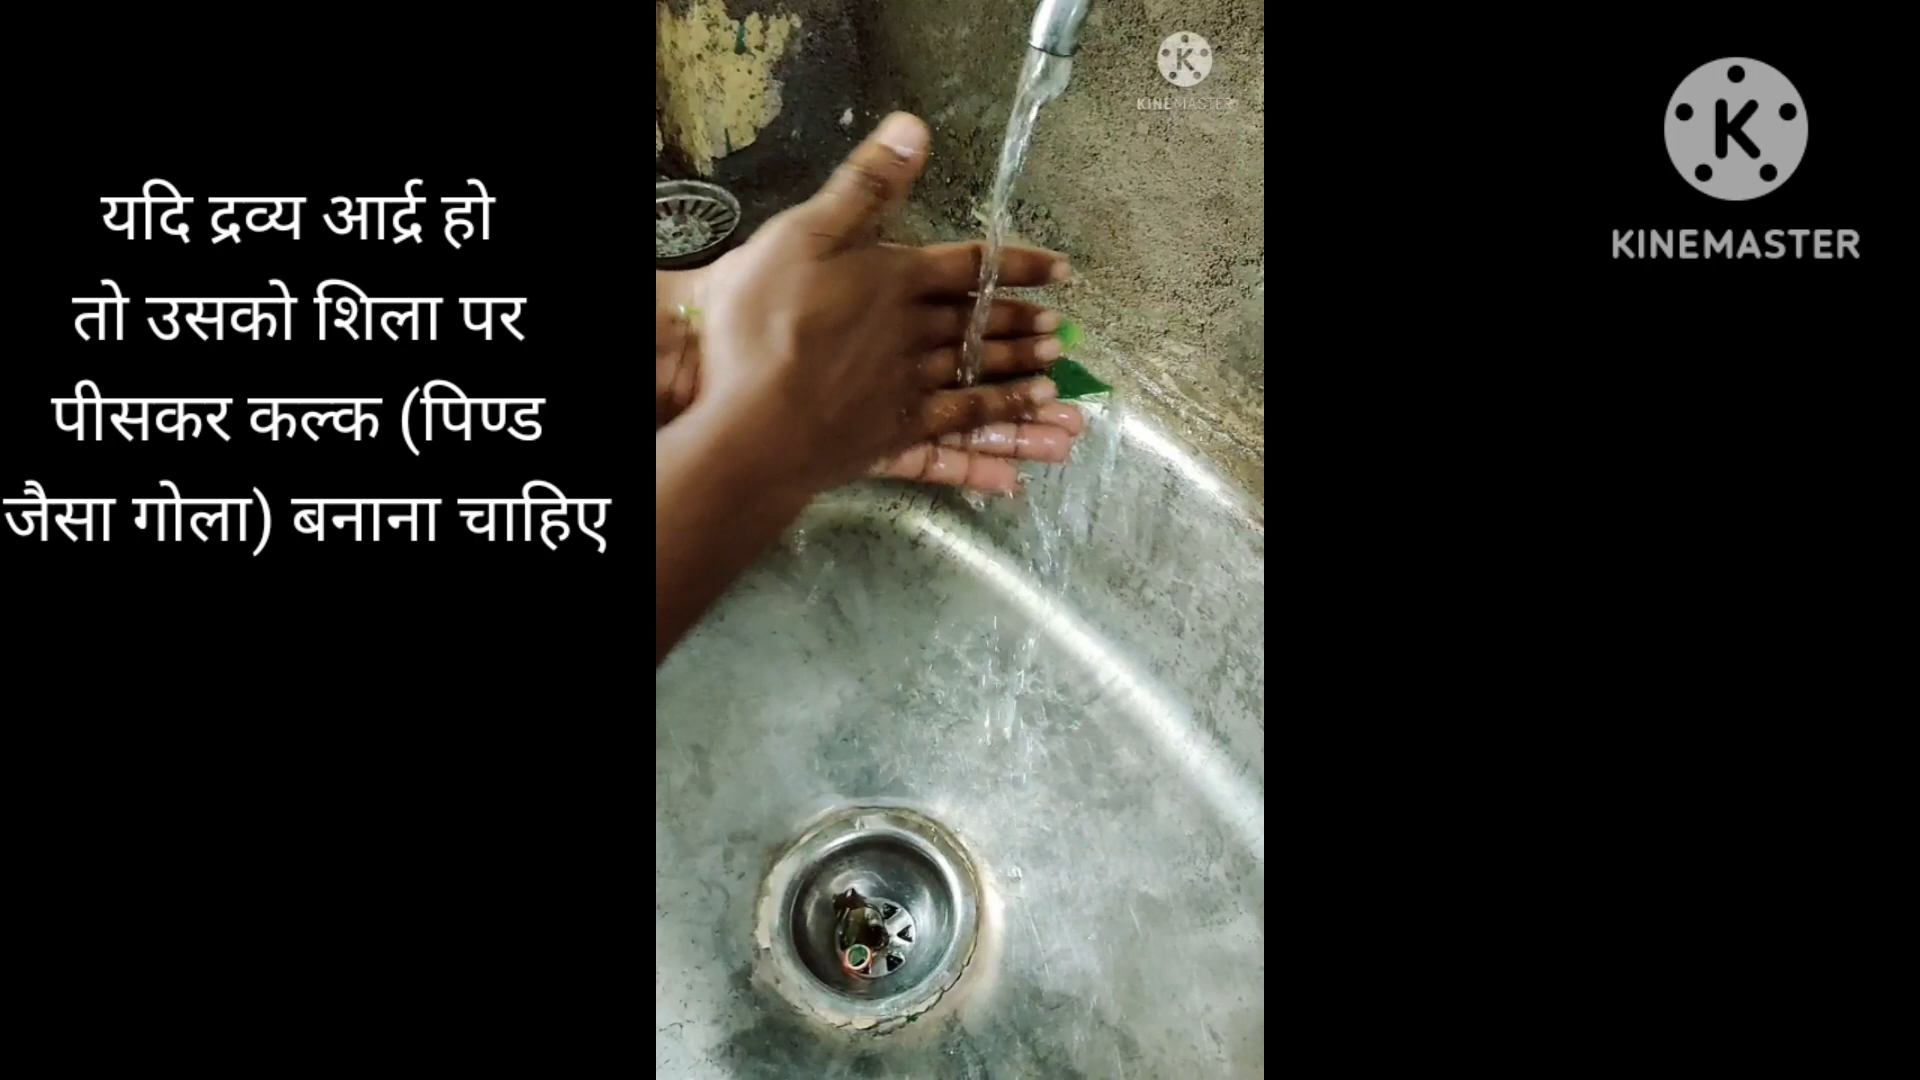 यदि द्रव्य आर्द्र हो
तो उसको शिला पर
पीसकर कल्क (पिण्ड
जैसा गोला) बनाना चाहिए
KINEMASTER
KINEMASTER